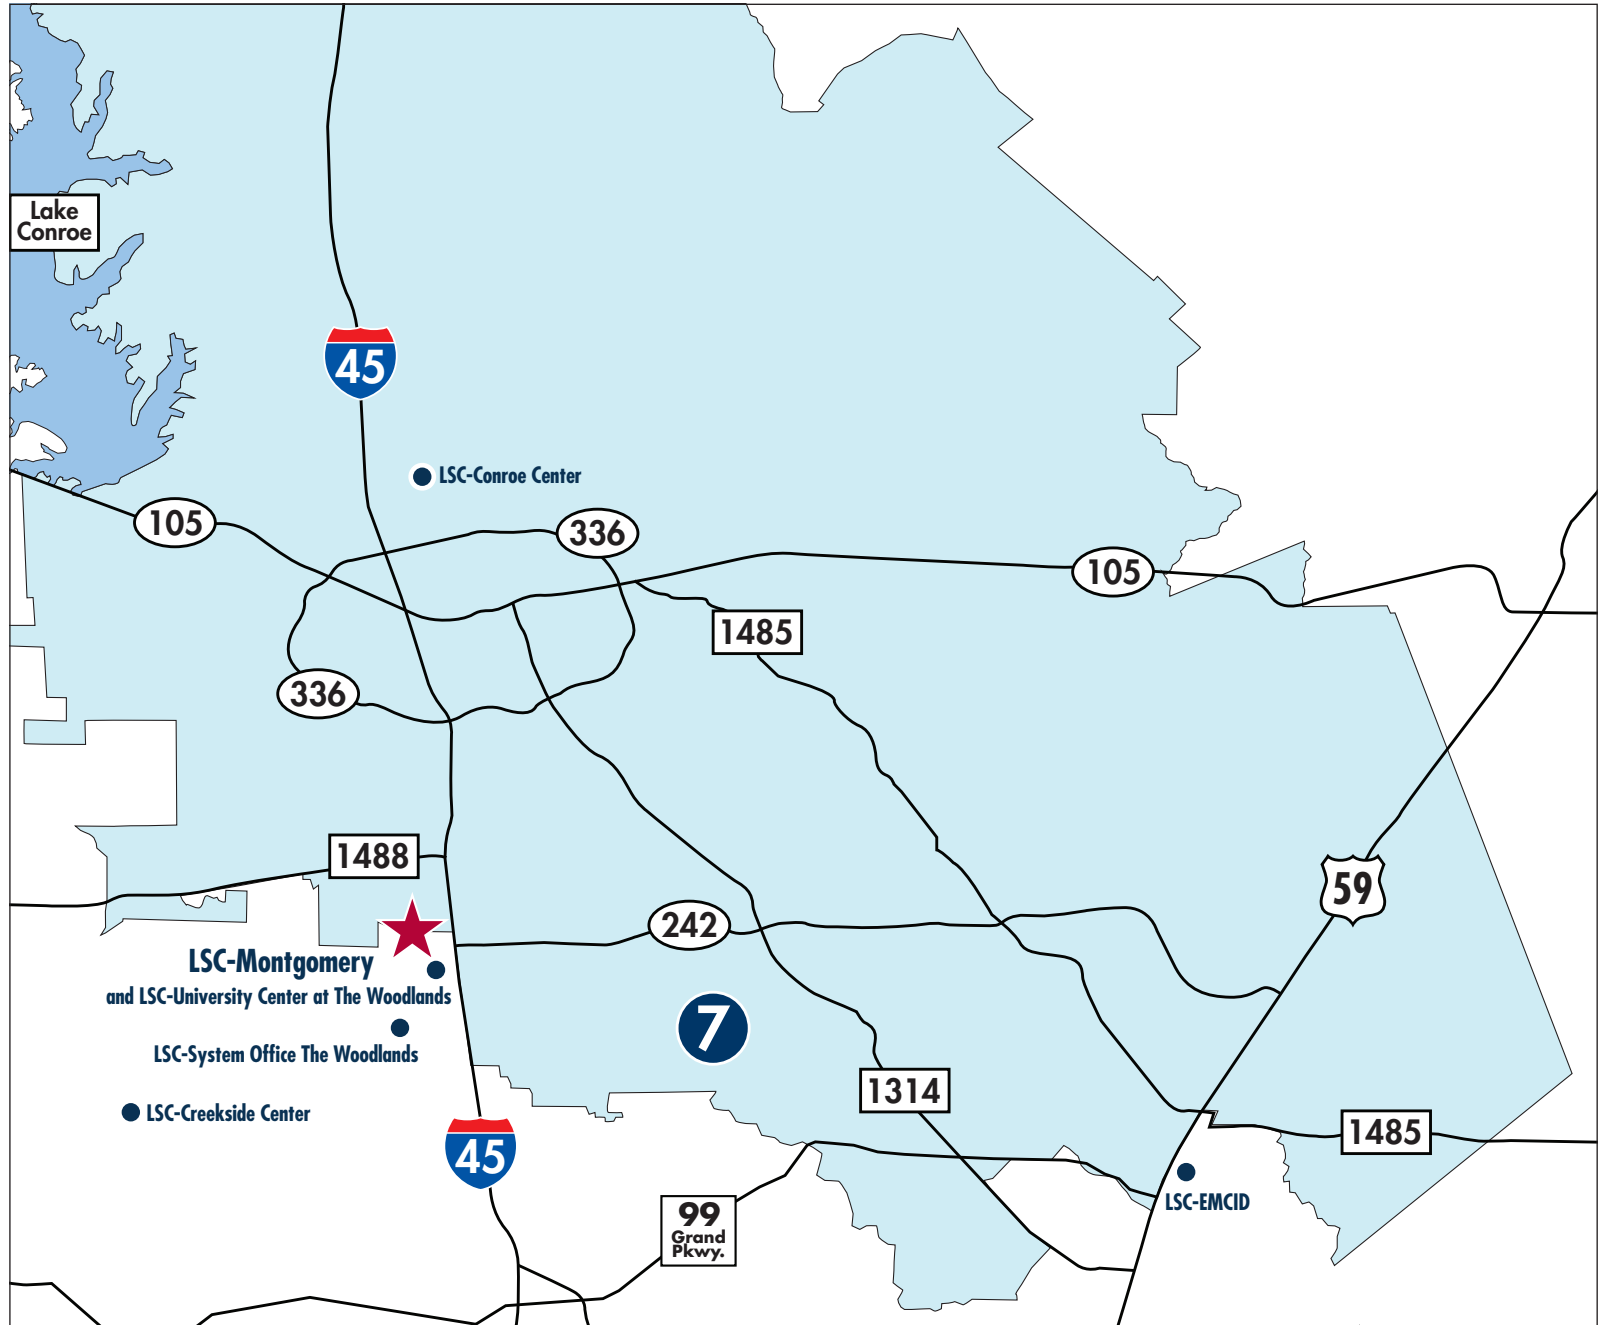 Lake
Conroe
45
LSC-Conroe Center
105
336
105
1485
336
1488
59
242
LSC-Montgomery
and LSC-University Center at The Woodlands
7
LSC-System Office The Woodlands
1314
LSC-Creekside Center
1485
45
LSC-EMCID
99
Grand
Pkwy.